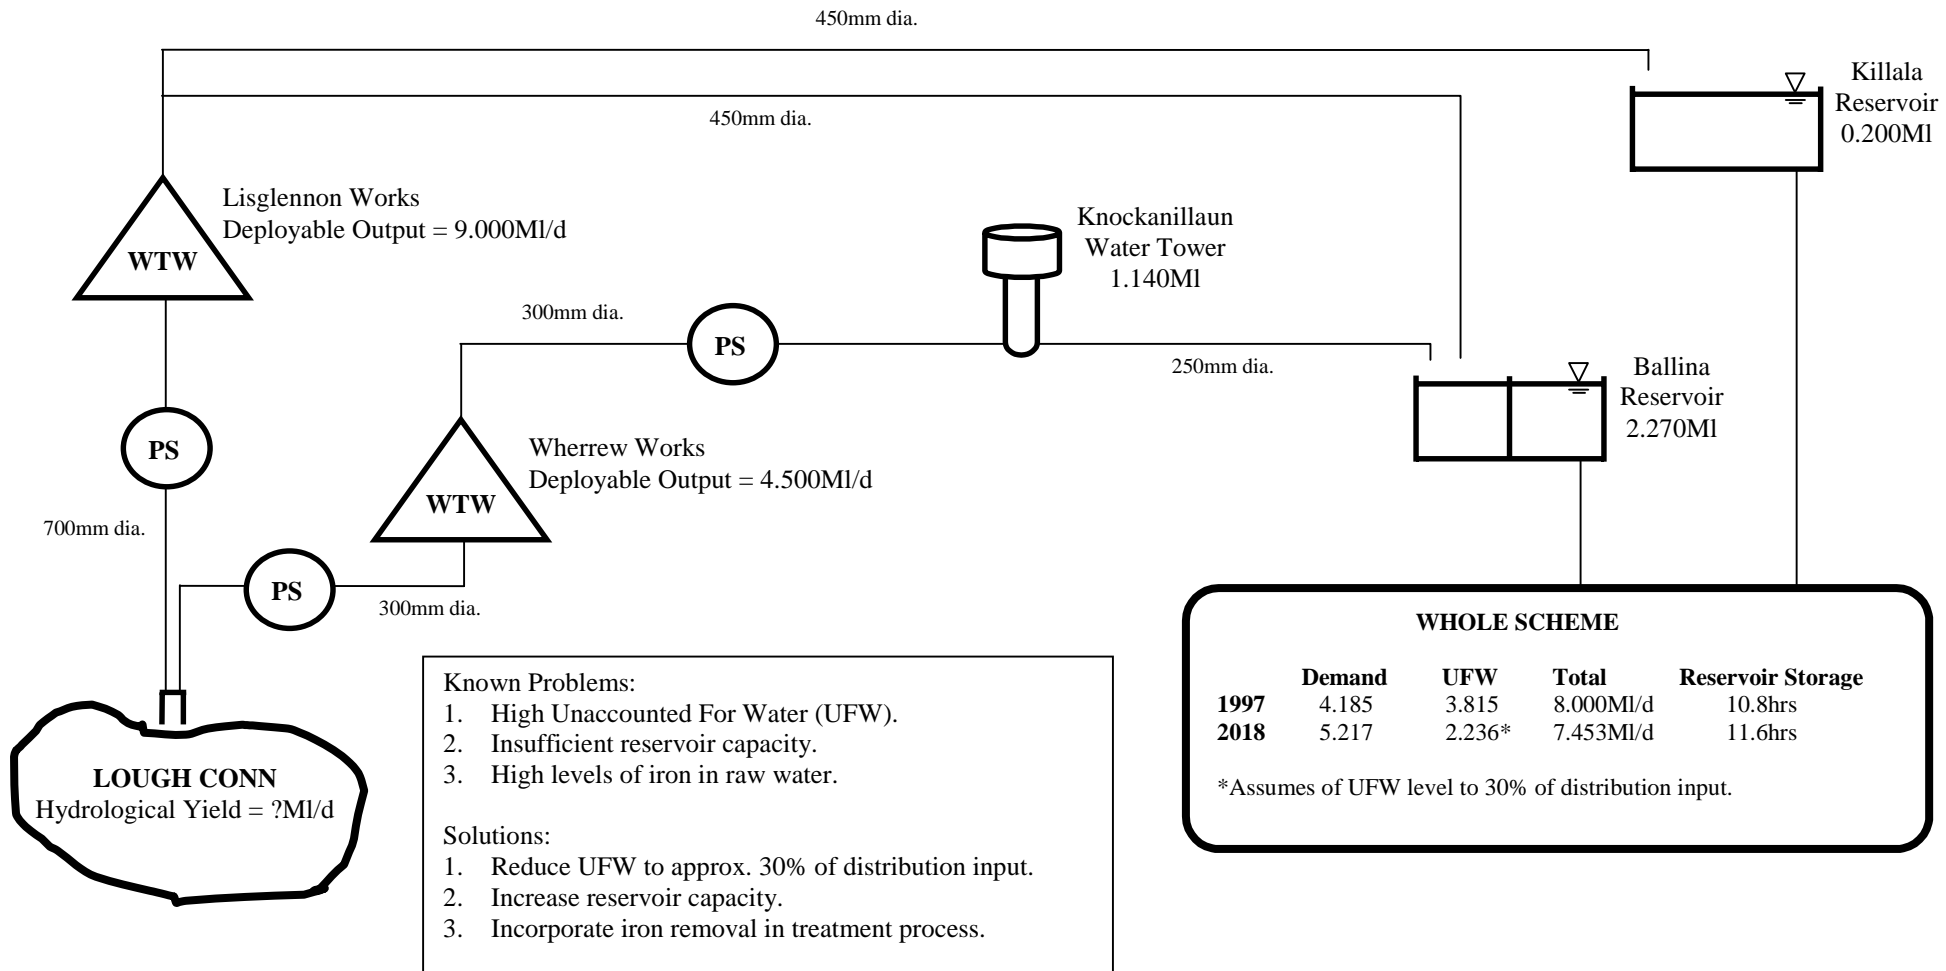 450mm dia.
Killala
Reservoir
0.200Ml
450mm dia.
Lisglennon Works
Deployable Output = 9.000Ml/d
WTW
Knockanillaun
Water Tower
1.140Ml
300mm dia.
PS
250mm dia.
Ballina
Reservoir
2.270Ml
PS
Wherrew Works
Deployable Output = 4.500Ml/d
WTW
700mm dia.
PS
300mm dia.
WHOLE SCHEME
Demand UFW Total Reservoir Storage
1997 4.185 3.815 8.000Ml/d 10.8hrs
2018 5.217 2.236* 7.453Ml/d 11.6hrs
*Assumes of UFW level to 30% of distribution input.
Known Problems:
1. High Unaccounted For Water (UFW).
2. Insufficient reservoir capacity.
3. High levels of iron in raw water.
Solutions:
1. Reduce UFW to approx. 30% of distribution input.
2. Increase reservoir capacity.
3. Incorporate iron removal in treatment process.
LOUGH CONN
Hydrological Yield = ?Ml/d